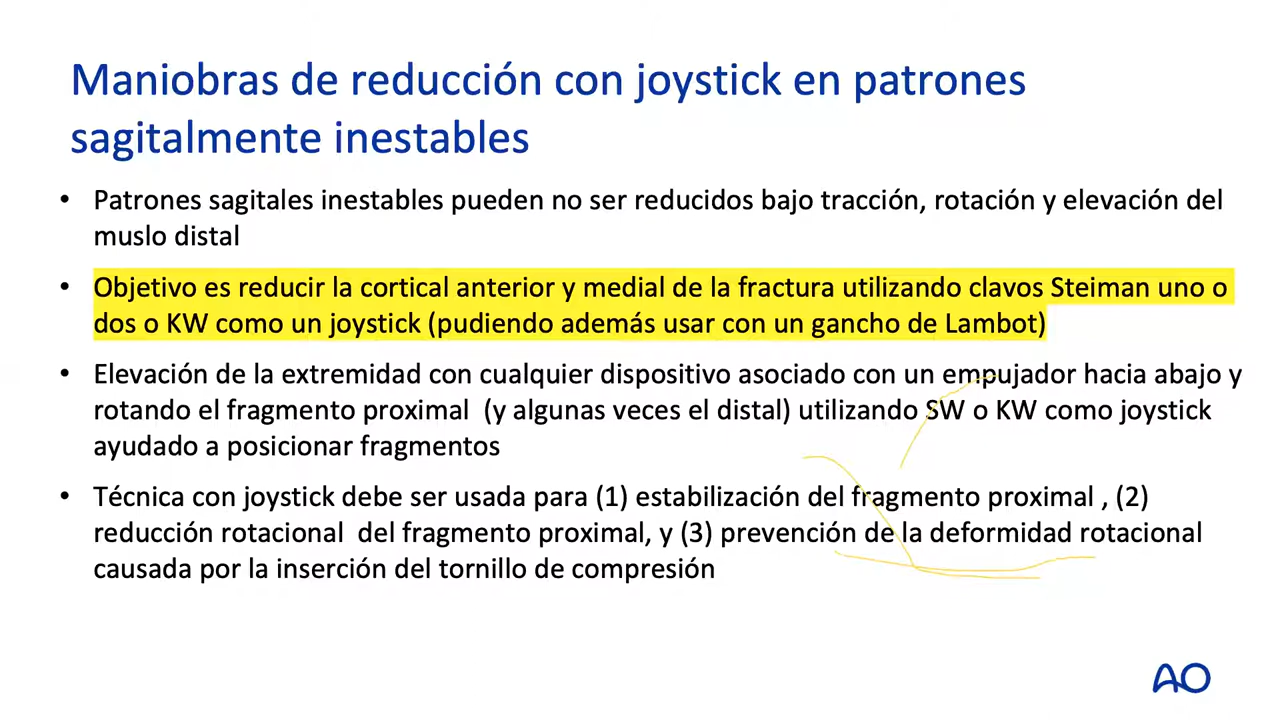 Maniobras de reducción con joystick en patrones
sagitalmente inestables
• Patrones sagitales inestables pueden no ser reducidos bajo tracción, rotación y elevación del
muslo distal
• Objetivo es reducir la cortical anterior y medial de la fractura utilizando clavos Steiman uno o
dos o KW como un joystick (pudiendo además usar con un gancho de Lambot)
• Elevación de la extremidad con cualquier dispositivo asociado con un empujador hacia abajo y
rotando el fragmento proximal (y algunas veces el distal) utilizando SW o KW como joystick
ayudado a posicionar fragmentos
• Técnica con joystick debe ser usada para (1) estabilización del fragmento proximal , (2)
reducción rotacional del fragmento proximal, y (3) prevención de la deformidad rotacional
causada por la inserción del tornillo de compresión
AO